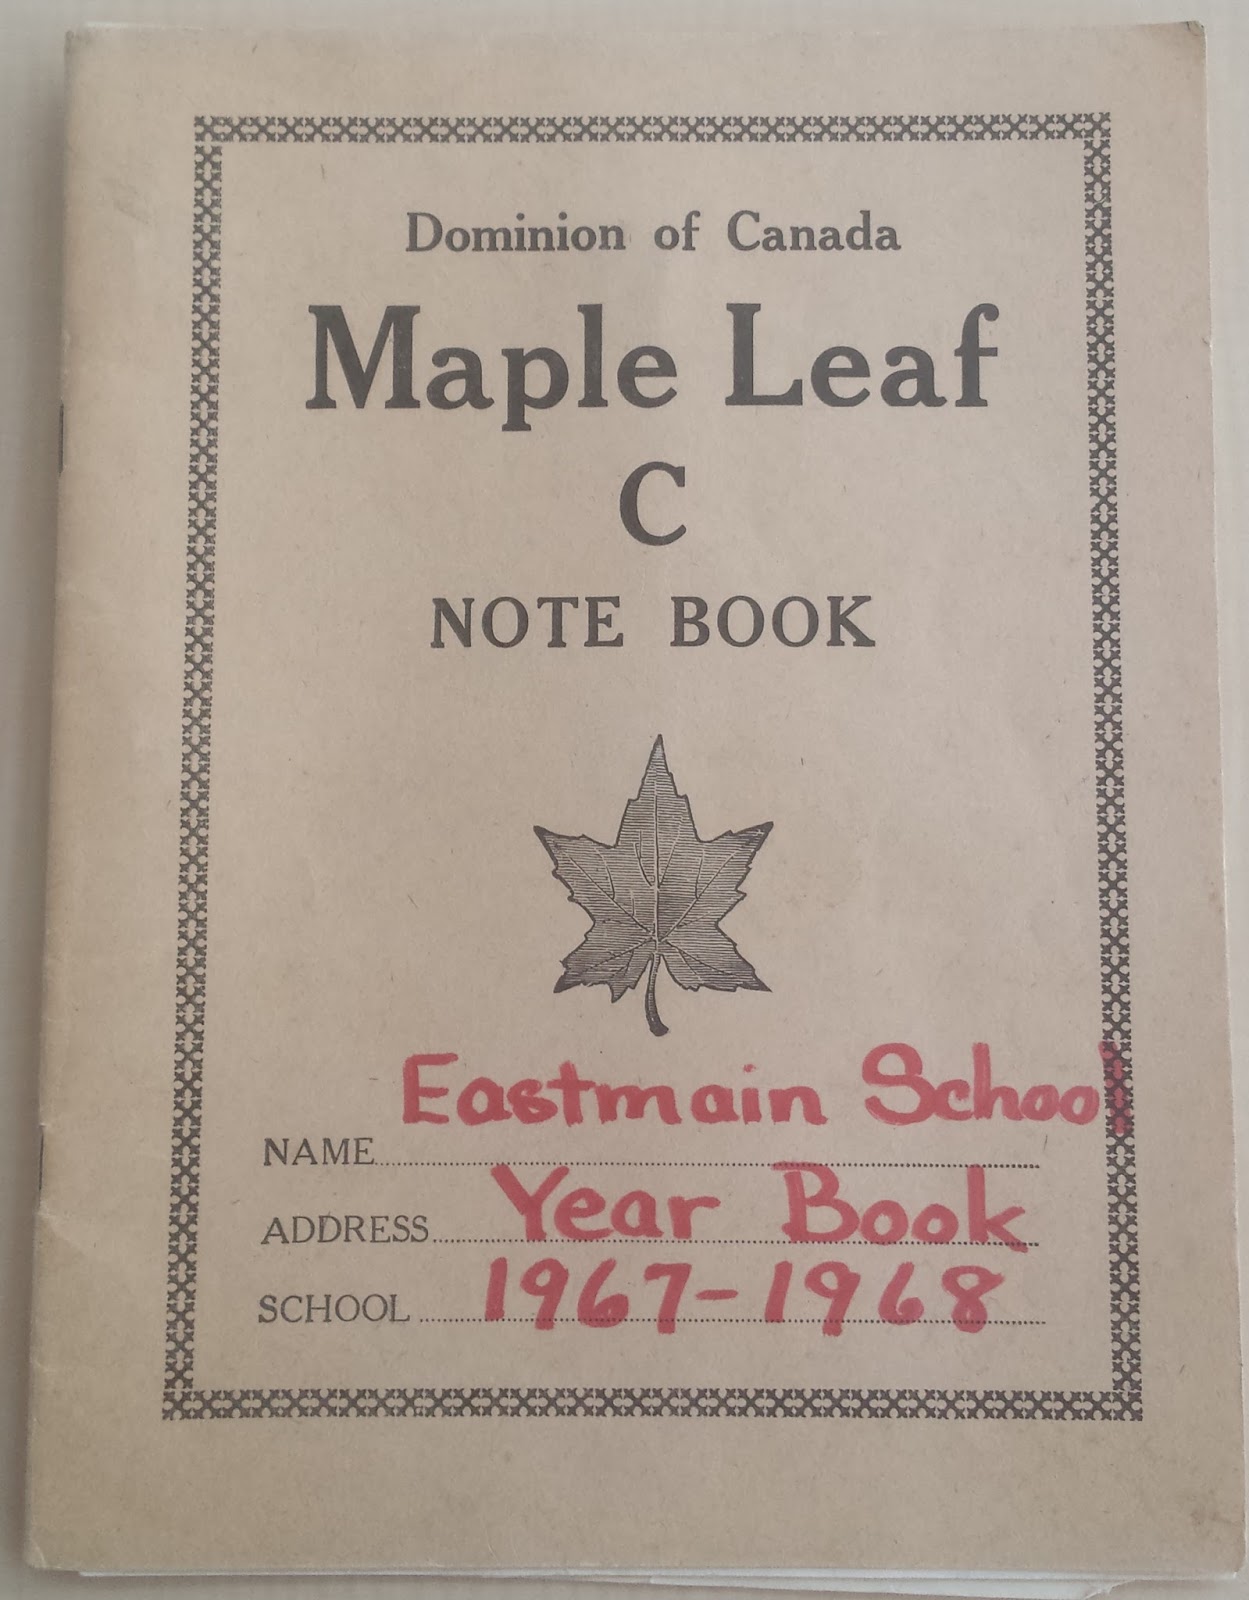 Dominion of Canada
Maple Leaf
C
NOTE BOOK
Eastmain School
NAME
Year Book
ADDRESS
1967-1968
SCHOOL